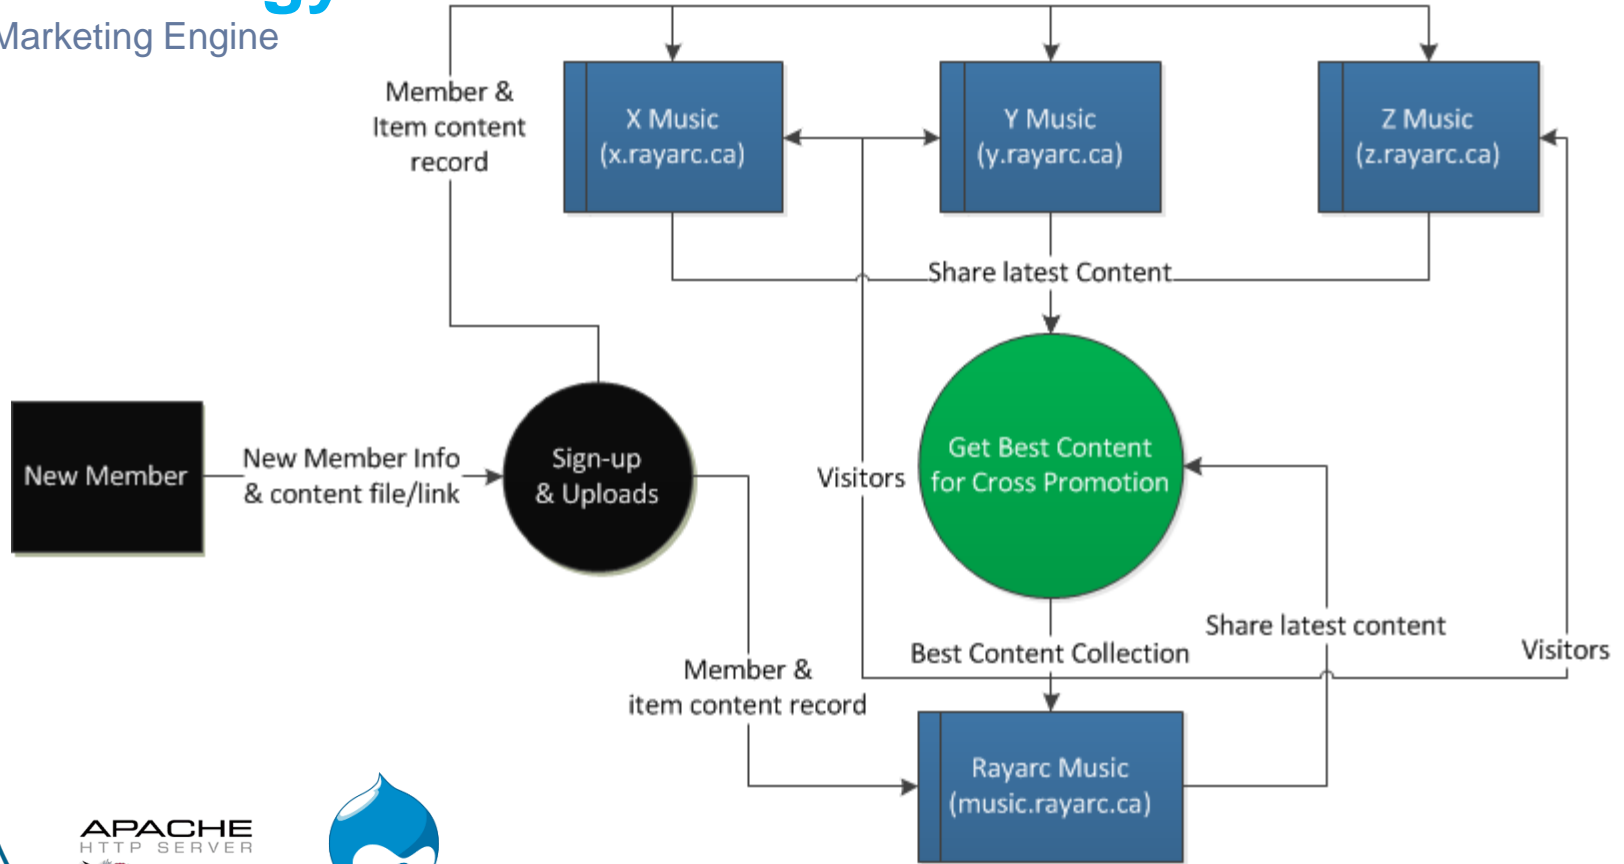 gy
Marketing Engine
Member &
Item content
record
X Music
(x.rayarc.ca)
Y Music
(y.rayarc.ca)
Z Music
(z.rayarc.ca)
Share latest Content
New Member
New Member Info
& content file/link
Sign-up
& Uploads
Visitors
Get Best Content
for Cross Promotion
Share latest content
Visitors
Best Content Collection
Member &
item content record
Rayarc Music
(music.rayarc.ca)
APACHE
HTTP SERVER